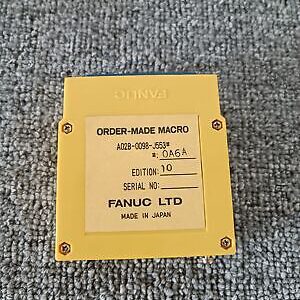 FANUC
ORDER-MADE MACRO
A02B-0098-J553#
#: 0A6A
EDITION: 10
SERIAL NO:
FANUC LTD
MADE IN JAPAN